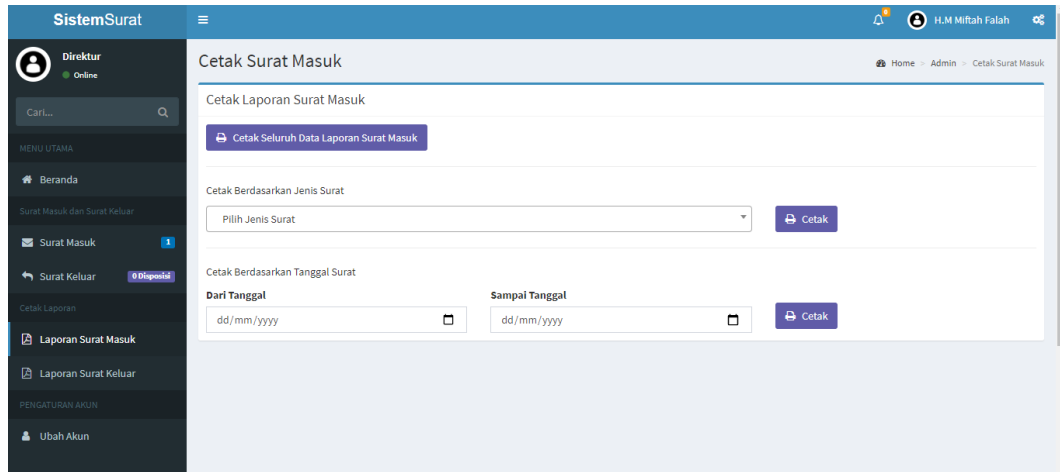 SistemSurat
8
H.M Miftah Falah
Direktur
Online
Cari...
MENU UTAMA
Beranda
Surat Masuk dan Surat Keluar
Surat Masuk
1
Surat Keluar
0 Disposisi
Cetak Laporan
Laporan Surat Masuk
Laporan Surat Keluar
PENGATURAN AKUN
Ubah Akun
Cetak Surat Masuk
Home > Admin > Cetak Surat Masuk
Cetak Laporan Surat Masuk
Cetak Seluruh Data Laporan Surat Masuk
Cetak Berdasarkan Jenis Surat
Pilih Jenis Surat
Cetak
Cetak Berdasarkan Tanggal Surat
Dari Tanggal
Sampai Tanggal
dd/mm/yyyy
dd/mm/yyyy
Cetak